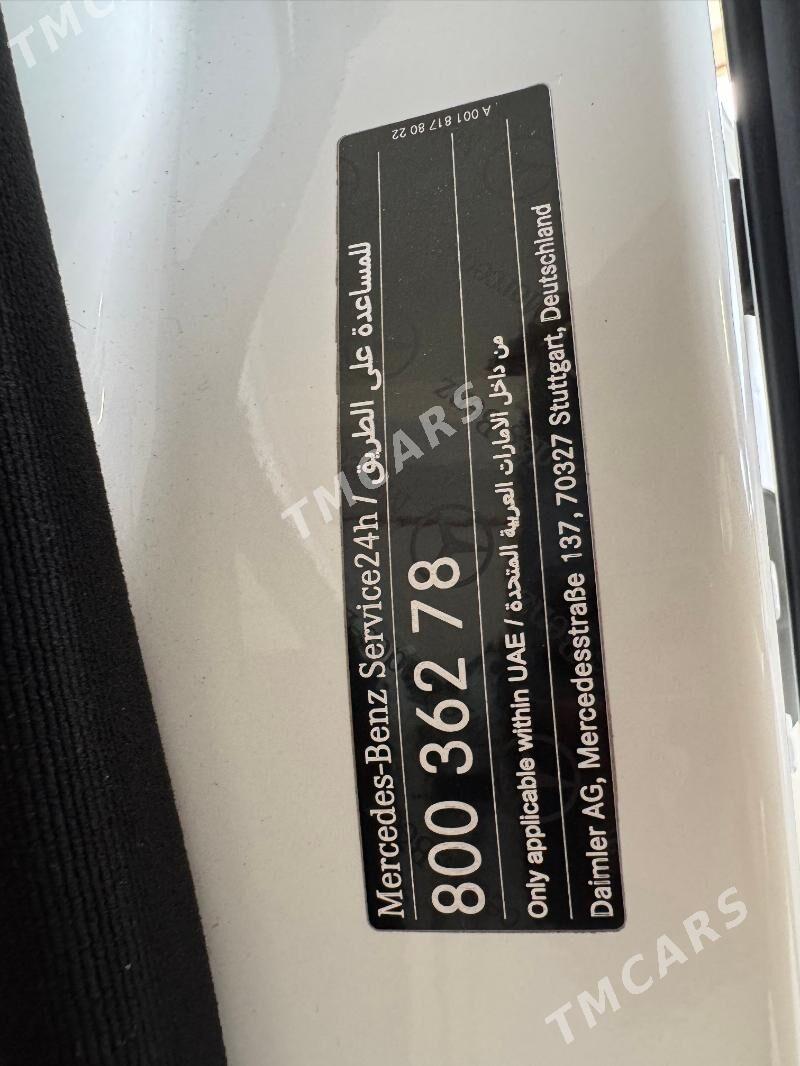 Mercedes-Benz Service24h / للمساعدة على الطريق
800 362 78
Only applicable within UAE / من داخل الامارات العربية المتحدة
Daimler AG, Mercedesstraße 137, 70327 Stuttgart, Deutschland
A 001 817 80 22
TMCARS
TMCARS
TMCARS